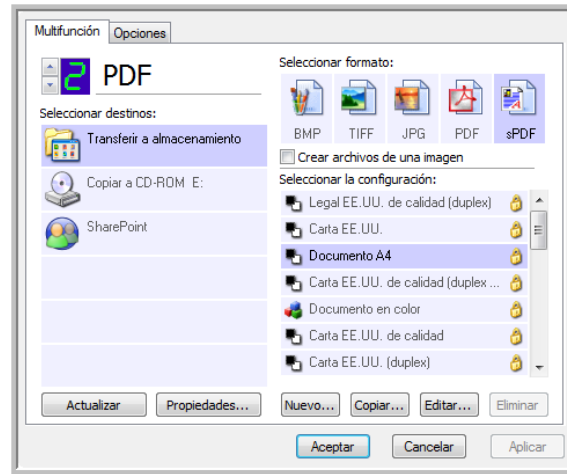 Multifunción
Opciones
2
PDF
Seleccionar destinos:
Transferir a almacenamiento
Copiar a CD-ROM E:
SharePoint
Actualizar
Propiedades...
Seleccionar formato:
BMP
TIFF
JPG
PDF
sPDF
Crear archivos de una imagen
Seleccionar la configuración:
Legal EE.UU. de calidad (duplex)
Carta EE.UU.
Documento A4
Carta EE.UU. de calidad (duplex ...
Documento en color
Carta EE.UU. de calidad
Carta EE.UU. (duplex)
Nuevo...
Copiar...
Editar...
Eliminar
Aceptar
Cancelar
Aplicar